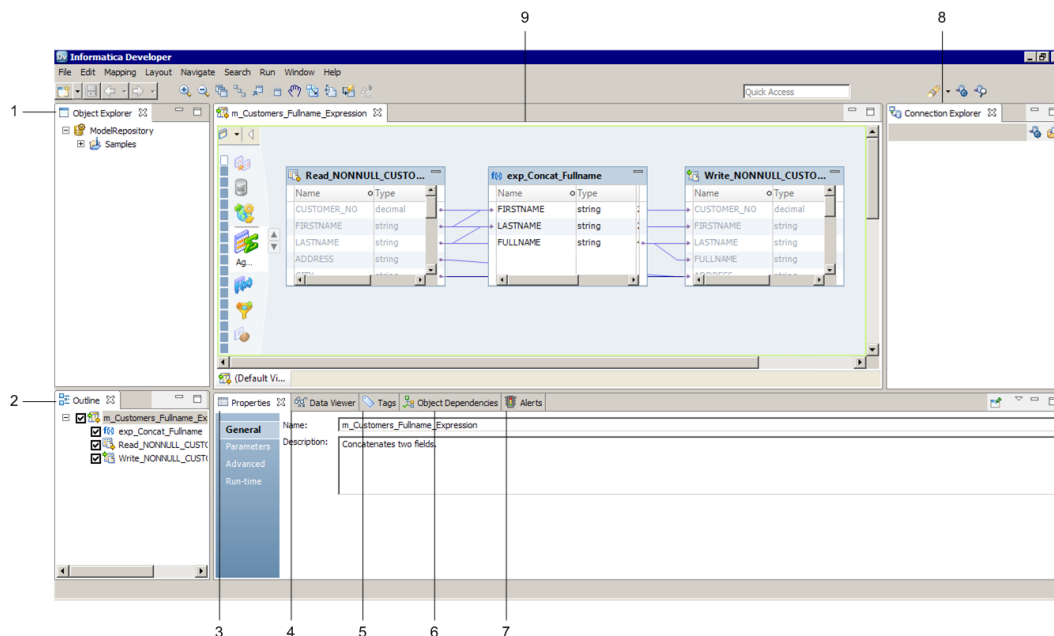 9
8
Informatica Developer
File Edit Mapping Layout Navigate Search Run Window Help
Quick Access
1
Object Explorer
m_Customers_Fullname_Expression
Connection Explorer
ModelRepository
Samples
Read_NONNULL_CUSTO...
exp_Concat_Fullname
Write_NONNULL_CUSTO...
Name Type
Name Type
Name Type
CUSTOMER_NO decimal
FIRSTNAME string
CUSTOMER_NO decimal
FIRSTNAME string
LASTNAME string
FIRSTNAME string
LASTNAME string
FULLNAME string
LASTNAME string
Ag...
ADDRESS string
FULLNAME string
CITY string
ADDRESS string
(Default Vi...
2
Outline
Properties Data Viewer Tags Object Dependencies Alerts
m_Customers_Fullname_Ex
exp_Concat_Fullname
Read_NONNULL_CUST
Write_NONNULL_CUST
General
Parameters
Advanced
Run-time
Name: m_Customers_Fullname_Expression
Description: Concatenates two fields.
3 4 5 6 7